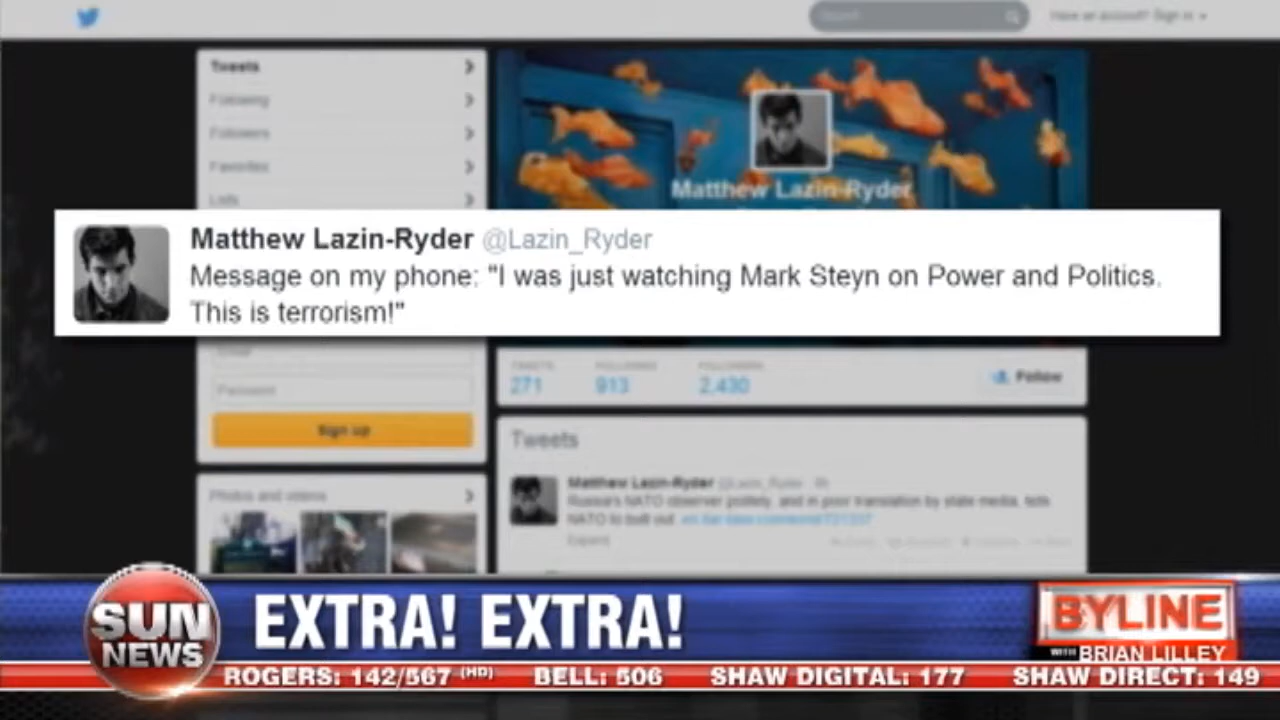 Search
Have an account? Sign in
Tweets
Following
Followers
Favorites
Lists
Matthew Lazin-Ryder
Matthew Lazin-Ryder @Lazin_Ryder
Message on my phone: "I was just watching Mark Steyn on Power and Politics.
This is terrorism!"
Password
TWEETS FOLLOWING FOLLOWERS
271 913 2,430
Follow
Sign up
Tweets
Photos and videos
Matthew Lazin-Ryder @Lazin_Ryder
Russia's NATO observer politely, and in poor translation by state media, tells
NATO to butt out.
Expand
SUN
NEWS
EXTRA! EXTRA!
BYLINE
WITH BRIAN LILLEY
ROGERS: 142/567 (HD) BELL: 506 SHAW DIGITAL: 177 SHAW DIRECT: 149